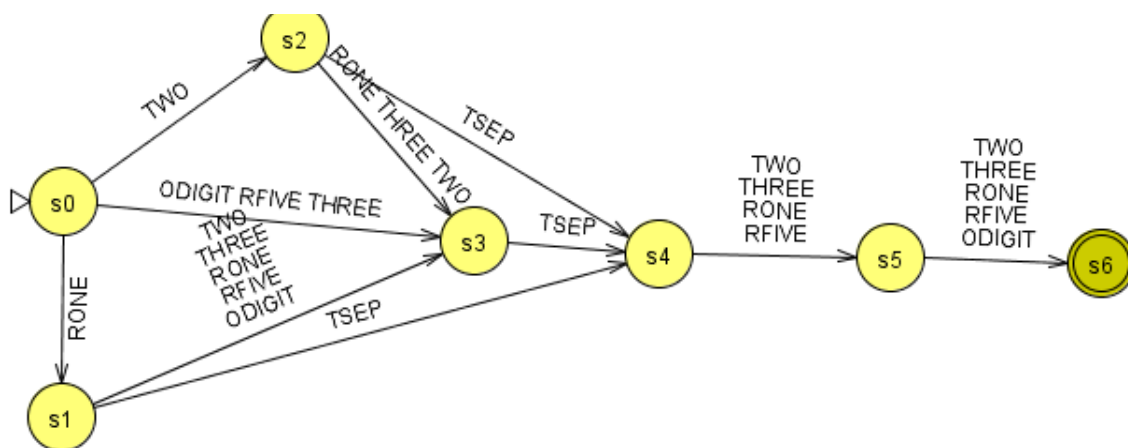 s2
TWO
RONE THREE TWO
TSEP
s0
ODIGIT RFIVE THREE
TWO
THREE
RONE
RFIVE
ODIGIT
s3
TSEP
s4
TWO
THREE
RONE
RFIVE
s5
TWO
THREE
RONE
RFIVE
ODIGIT
s6
RONE
TSEP
s1